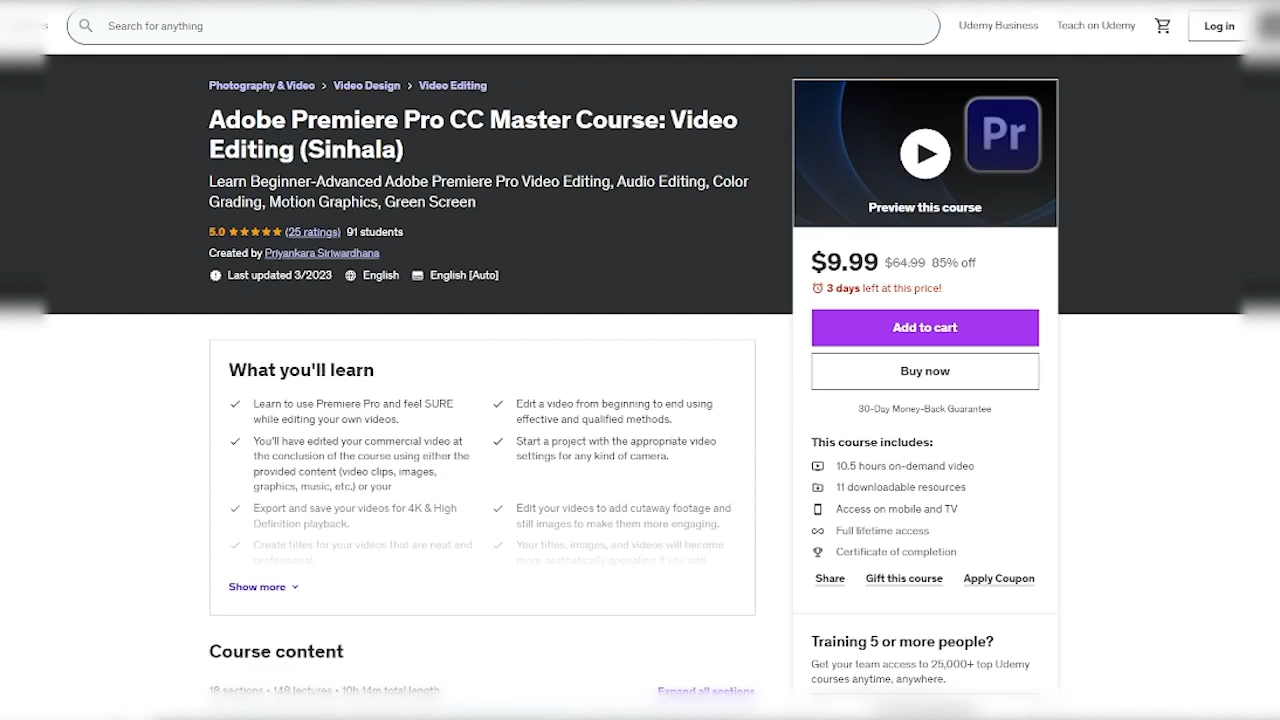 Search for anything
Udemy Business
Teach on Udemy
Log in
Photography & Video > Video Design > Video Editing
Adobe Premiere Pro CC Master Course: Video
Editing (Sinhala)
Learn Beginner-Advanced Adobe Premiere Pro Video Editing, Audio Editing, Color
Grading, Motion Graphics, Green Screen
5.0 ★★★★★ (25 ratings) 91 students
Created by Priyankara Siriwardhana
Last updated 3/2023 English English [Auto]
Pr
Preview this course
$9.99 $64.99 85% off
3 days left at this price!
Add to cart
Buy now
30-Day Money-Back Guarantee
This course includes:
10.5 hours on-demand video
11 downloadable resources
Access on mobile and TV
Full lifetime access
Certificate of completion
Share Gift this course Apply Coupon
Training 5 or more people?
Get your team access to 25,000+ top Udemy
courses anytime, anywhere.
What you'll learn
Learn to use Premiere Pro and feel SURE
while editing your own videos.
Edit a video from beginning to end using
effective and qualified methods.
You'll have edited your commercial video at
the conclusion of the course using either the
provided content (video clips, images,
graphics, music, etc.) or your
Start a project with the appropriate video
settings for any kind of camera.
Export and save your videos for 4K & High
Definition playback.
Edit your videos to add cutaway footage and
still images to make them more engaging.
Create titles for your videos that are neat and
professional.
Your titles, images, and videos will become
more aesthetically appealing if you add
Show more
Course content
18 sections • 148 lectures • 10h 14m total length
Expand all sections